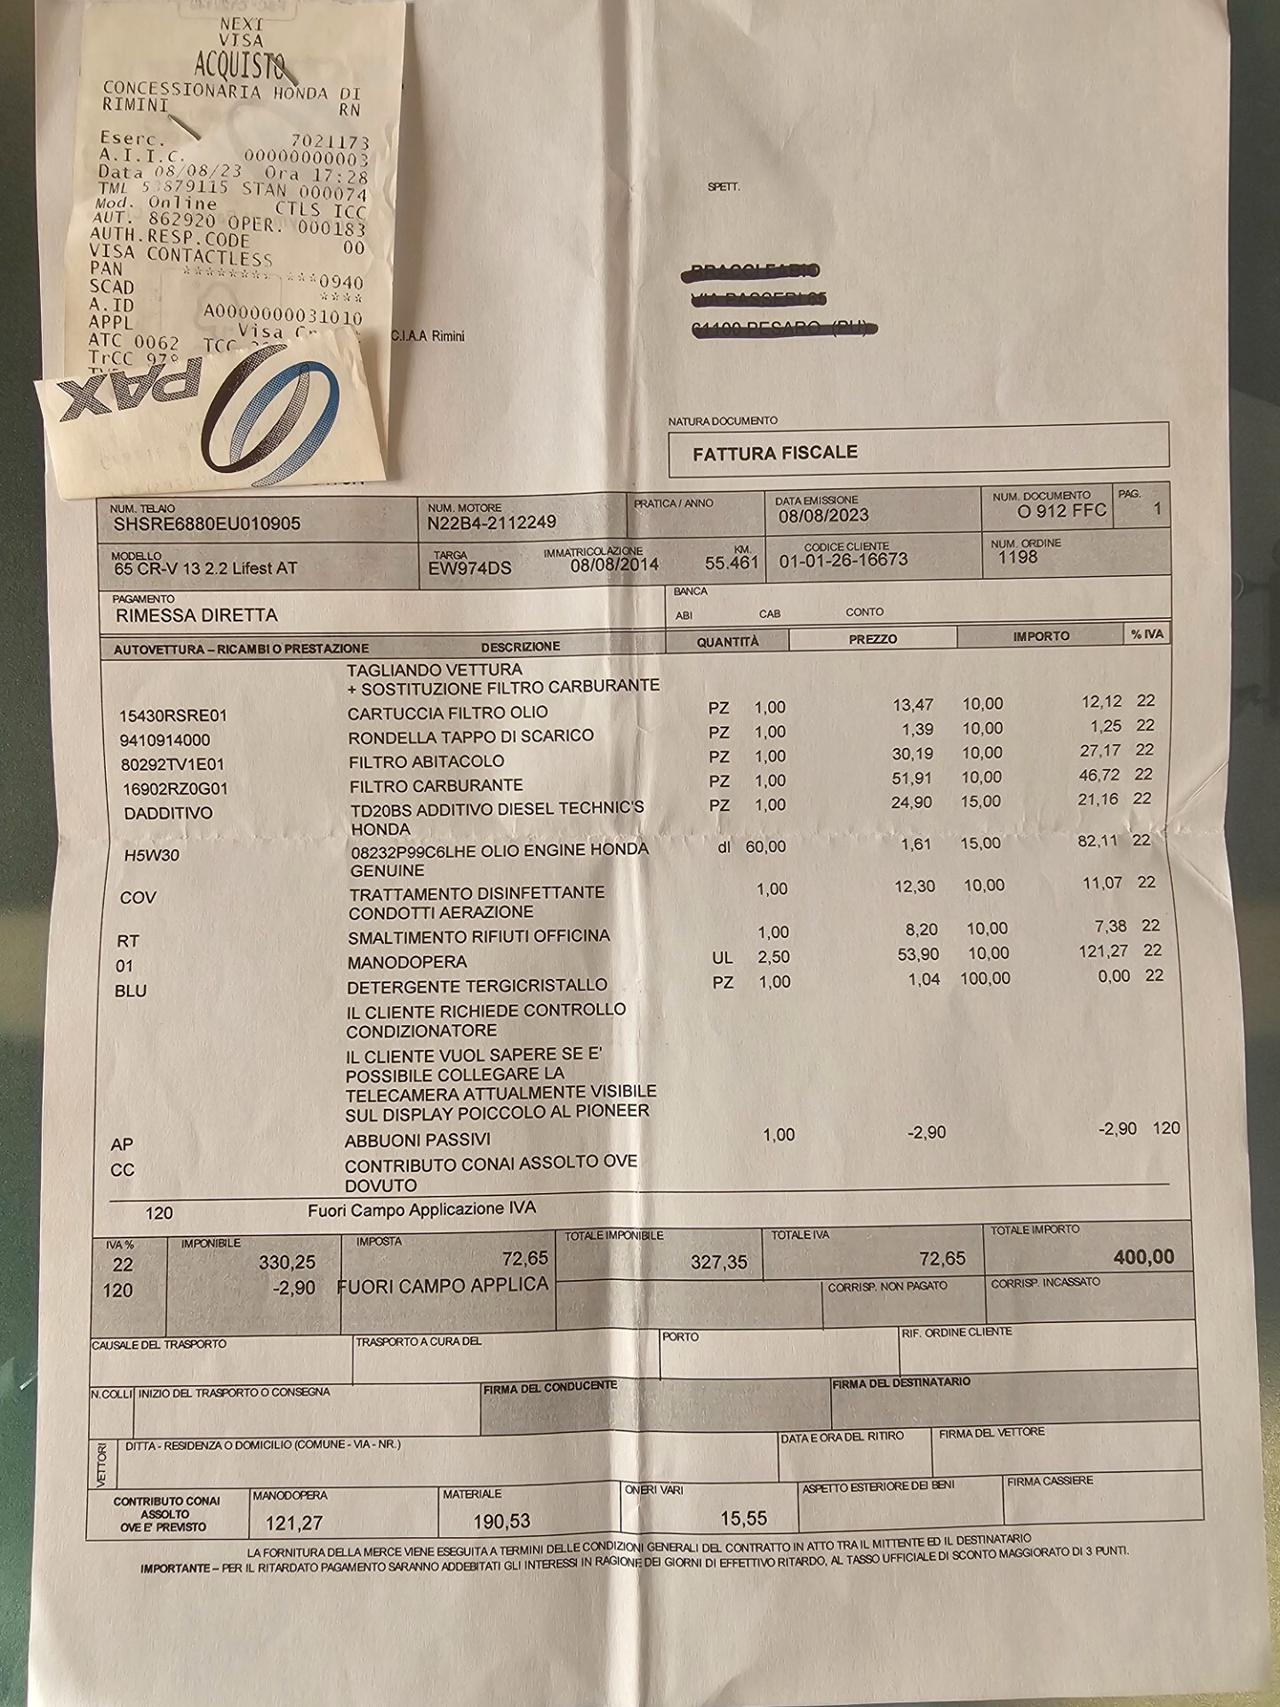 NEXI
VISA
ACQUISTO
CONCESSIONARIA HONDA DI
RIMINI RN
Eserc. 7021173
A.I.I.C. 00000000003
Data 08/08/23 Ora 17:28
TML 5 879115 STAN 000074
Mod. Online CTLS ICC
AUT. 862920 OPER. 000183
AUTH.RESP.CODE 00
VISA CONTACTLESS
PAN ******** ***0940
SCAD ****
A.ID A0000000031010
APPL Visa
ATC 0062 TCC
TrCC
PAX
C.I.A.A Rimini
SPETT.
NATURA DOCUMENTO
FATTURA FISCALE
NUM. TELAIO NUM. MOTORE PRATICA / ANNO DATA EMISSIONE NUM. DOCUMENTO PAG.
SHSRE6880EU010905 N22B4-2112249 08/08/2023 O 912 FFC 1
MODELLO TARGA IMMATRICOLAZIONE KM. CODICE CLIENTE NUM. ORDINE
65 CR-V 13 2.2 Lifest AT EW974DS 08/08/2014 55.461 01-01-26-16673 1198
PAGAMENTO BANCA
RIMESSA DIRETTA ABI CAB CONTO
AUTOVETTURA – RICAMBI O PRESTAZIONE DESCRIZIONE QUANTITÀ PREZZO IMPORTO % IVA
TAGLIANDO VETTURA
+ SOSTITUZIONE FILTRO CARBURANTE
15430RSRE01 CARTUCCIA FILTRO OLIO PZ 1,00 13,47 10,00 12,12 22
9410914000 RONDELLA TAPPO DI SCARICO PZ 1,00 1,39 10,00 1,25 22
80292TV1E01 FILTRO ABITACOLO PZ 1,00 30,19 10,00 27,17 22
16902RZ0G01 FILTRO CARBURANTE PZ 1,00 51,91 10,00 46,72 22
DADDITIVO TD20BS ADDITIVO DIESEL TECHNIC'S PZ 1,00 24,90 15,00 21,16 22
HONDA
H5W30 08232P99C6LHE OLIO ENGINE HONDA dl 60,00 1,61 15,00 82,11 22
GENUINE
COV TRATTAMENTO DISINFETTANTE 1,00 12,30 10,00 11,07 22
CONDOTTI AERAZIONE
RT SMALTIMENTO RIFIUTI OFFICINA 1,00 8,20 10,00 7,38 22
01 MANODOPERA UL 2,50 53,90 10,00 121,27 22
BLU DETERGENTE TERGICRISTALLO PZ 1,00 1,04 100,00 0,00 22
IL CLIENTE RICHIEDE CONTROLLO
CONDIZIONATORE
IL CLIENTE VUOL SAPERE SE E'
POSSIBILE COLLEGARE LA
TELECAMERA ATTUALMENTE VISIBILE
SUL DISPLAY POICCOLO AL PIONEER
AP ABBUONI PASSIVI 1,00 -2,90 -2,90 120
CC CONTRIBUTO CONAI ASSOLTO OVE
DOVUTO
120 Fuori Campo Applicazione IVA
IVA % IMPONIBILE IMPOSTA TOTALE IMPONIBILE TOTALE IVA TOTALE IMPORTO
22 330,25 72,65 327,35 72,65 400,00
120 -2,90 FUORI CAMPO APPLICA CORRISP. NON PAGATO CORRISP. INCASSATO
CAUSALE DEL TRASPORTO TRASPORTO A CURA DEL PORTO RIF. ORDINE CLIENTE
N.COLLI INIZIO DEL TRASPORTO O CONSEGNA FIRMA DEL CONDUCENTE FIRMA DEL DESTINATARIO
VETTORI DITTA - RESIDENZA O DOMICILIO (COMUNE - VIA - NR.) DATA E ORA DEL RITIRO FIRMA DEL VETTORE
CONTRIBUTO CONAI MANODOPERA MATERIALE ONERI VARI ASPETTO ESTERIORE DEI BENI FIRMA CASSIERE
ASSOLTO
OVE E' PREVISTO 121,27 190,53 15,55
LA FORNITURA DELLA MERCE VIENE ESEGUITA A TERMINI DELLE CONDIZIONI GENERALI DEL CONTRATTO IN ATTO TRA IL MITTENTE ED IL DESTINATARIO
IMPORTANTE – PER IL RITARDATO PAGAMENTO SARANNO ADDEBITATI GLI INTERESSI IN RAGIONE DEI GIORNI DI EFFETTIVO RITARDO, AL TASSO UFFICIALE DI SCONTO MAGGIORATO DI 3 PUNTI.